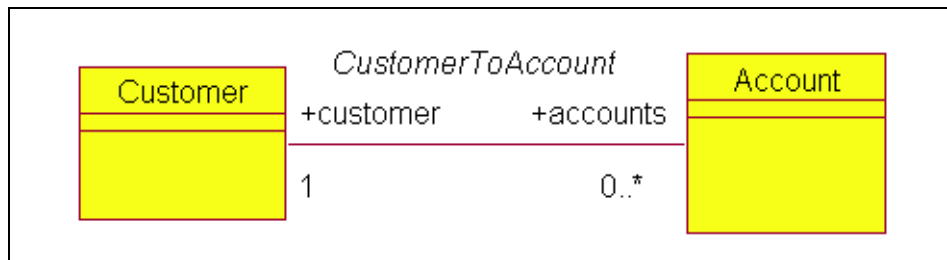 CustomerToAccount
Customer
Account
+customer +accounts
1 0..*